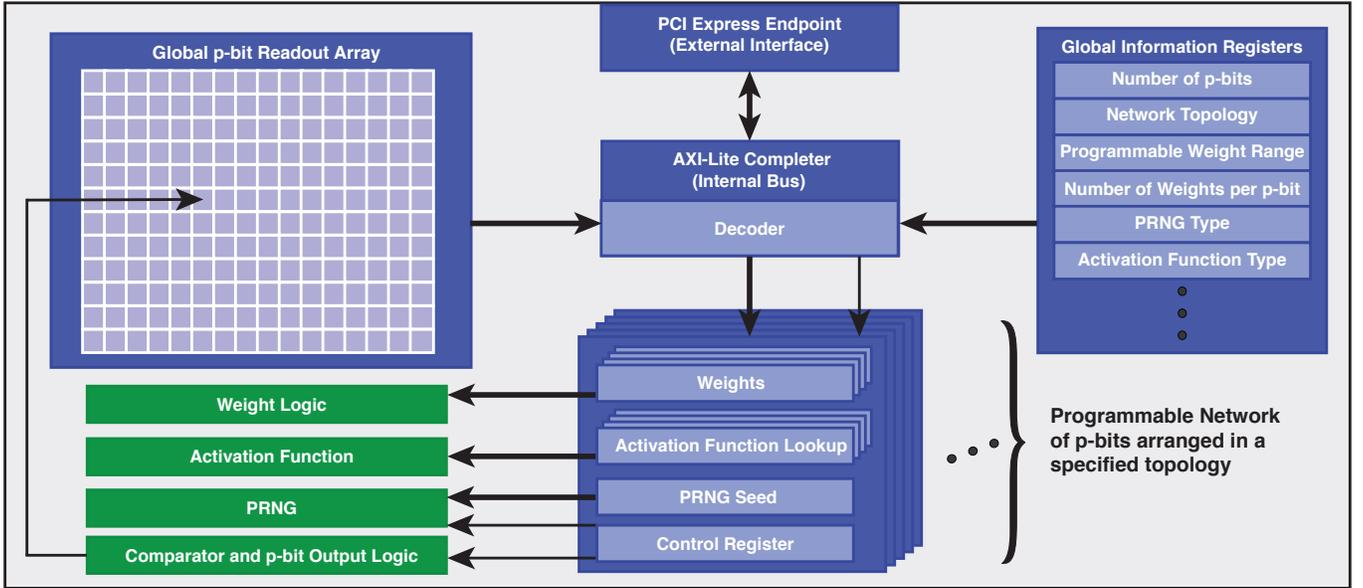 Global p-bit Readout Array
PCI Express Endpoint
(External Interface)
AXI-Lite Completer
(Internal Bus)
Decoder
Global Information Registers
Number of p-bits
Network Topology
Programmable Weight Range
Number of Weights per p-bit
PRNG Type
Activation Function Type
Weight Logic
Activation Function
PRNG
Comparator and p-bit Output Logic
Weights
Activation Function Lookup
PRNG Seed
Control Register
Programmable Network
of p-bits arranged in a
specified topology